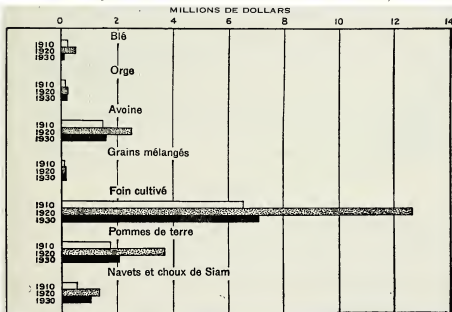 MILLIONS DE DOLLARS
0 2 4 6 8 10 12 14
Blé
1910
1920
1930
Orge
1910
1920
1930
Avoine
1910
1920
1930
Grains mélangés
1910
1920
1930
Foin cultivé
1910
1920
1930
Pommes de terre
1910
1920
1930
Navets et choux de Siam
1910
1920
1930